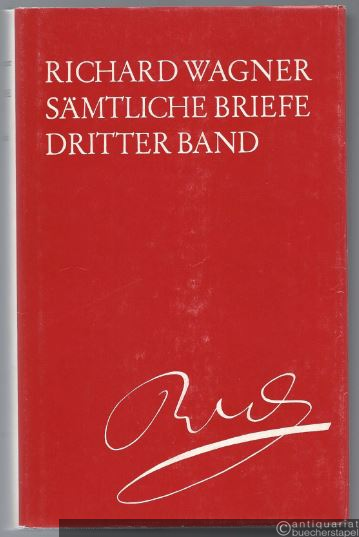 RICHARD WAGNER
SÄMTLICHE BRIEFE
DRITTER BAND
antiquariat
buecherstapel